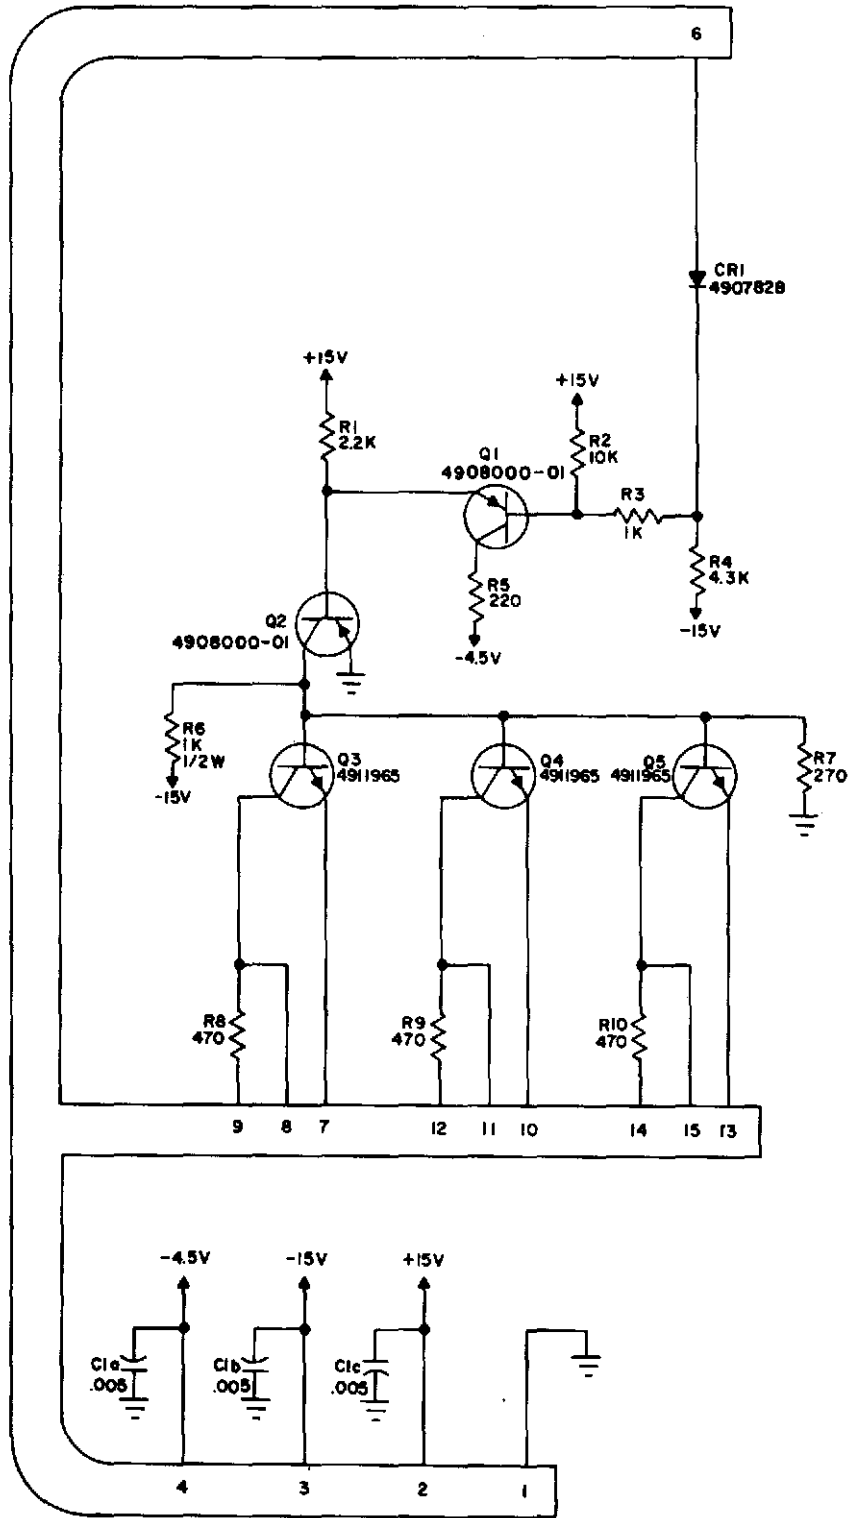 6
CR1
4907828
+15V
R1
2.2K
+15V
R2
10K
Q1
4908000-01
R3
1K
R4
4.3K
-15V
R5
220
-4.5V
Q2
4908000-01
R6
1K
1/2W
-15V
Q3
4911965
Q4
4911965
Q5
4911965
R7
270
R8
470
R9
470
R10
470
9 8 7 12 11 10 14 15 13
-4.5V
-15V
+15V
C1a
.005
C1b
.005
C1c
.005
4 3 2 1